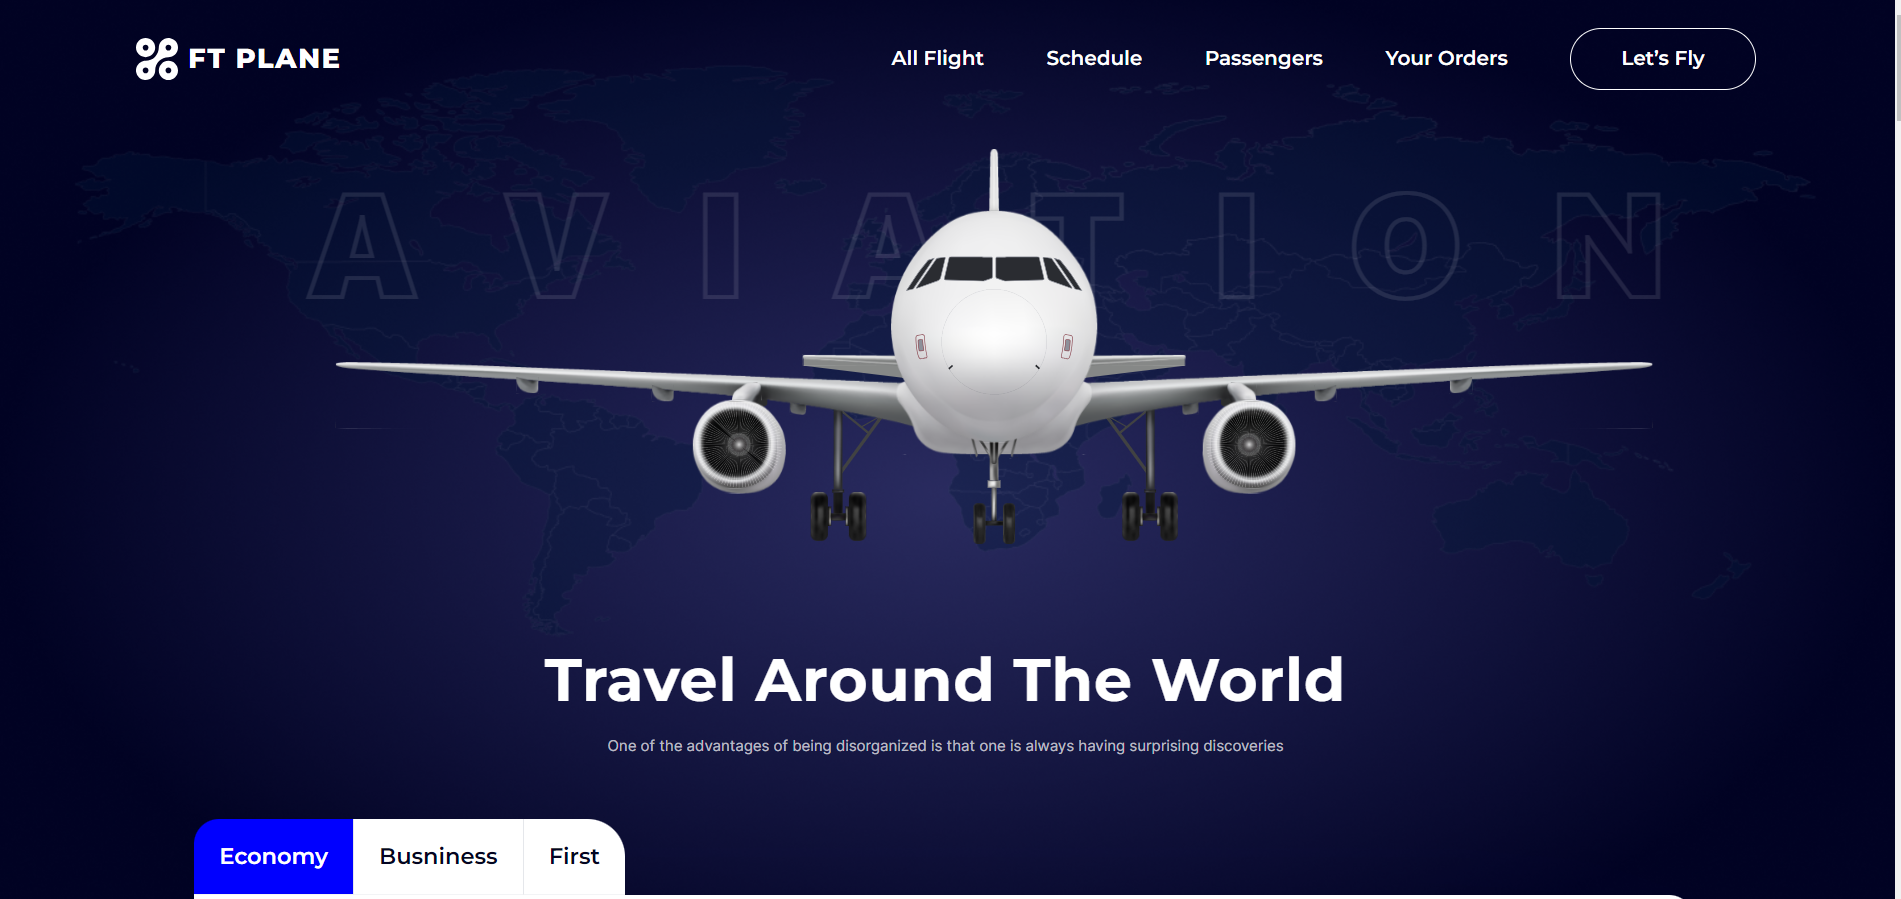 FT PLANE
All Flight
Schedule
Passengers
Your Orders
Let’s Fly
AVIATION
Travel Around The World
One of the advantages of being disorganized is that one is always having surprising discoveries
Economy
Busniness
First